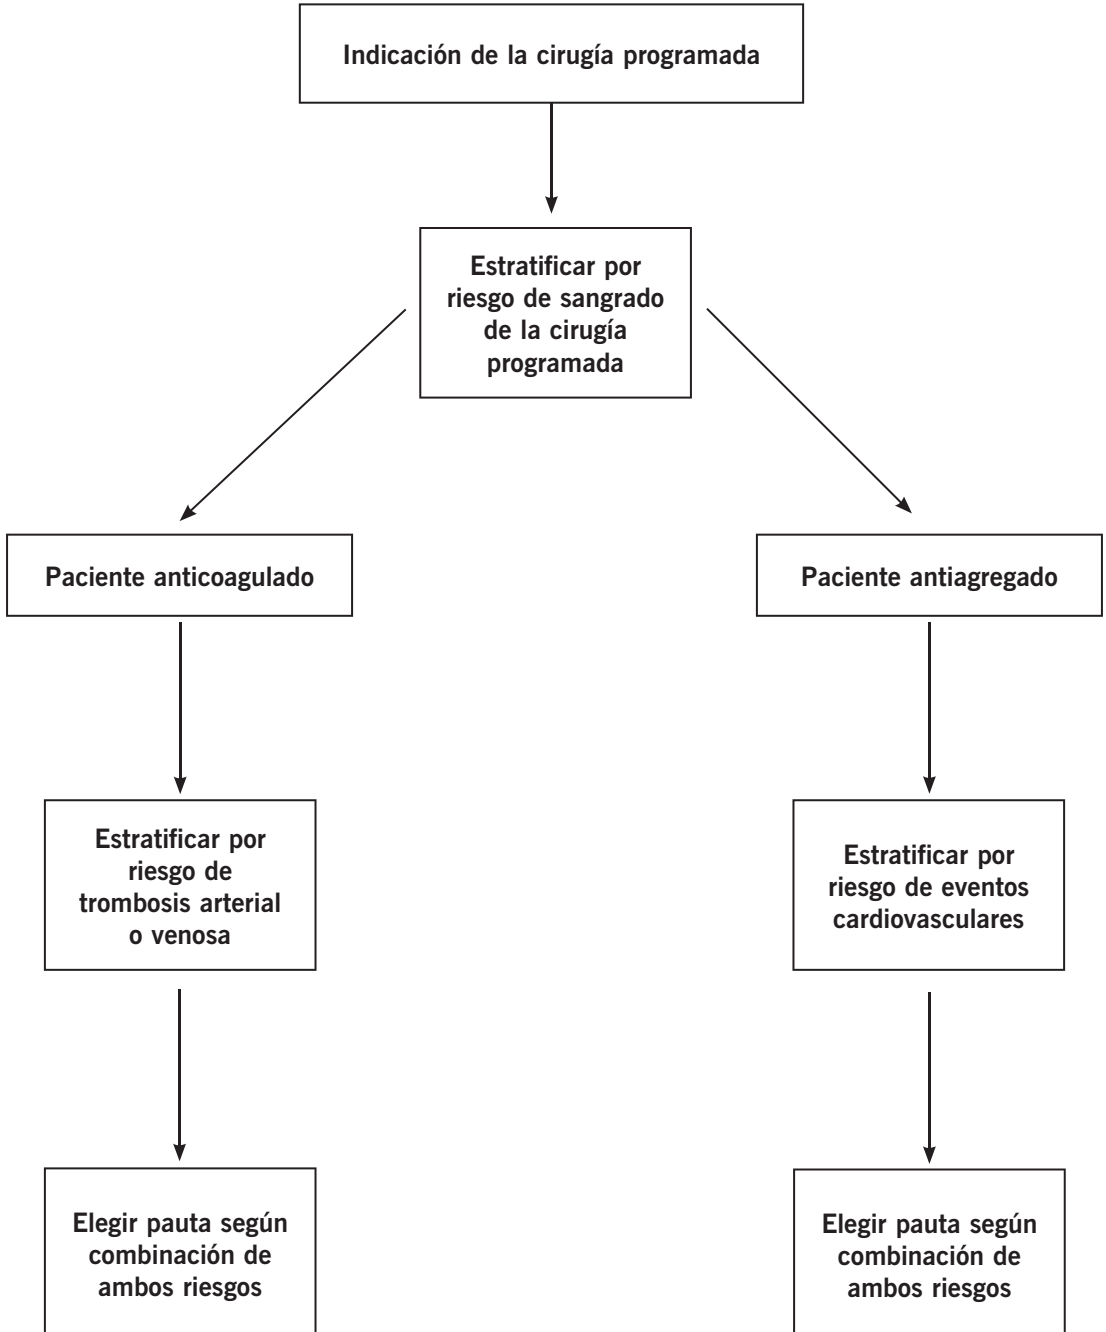 Indicación de la cirugía programada
Estratificar por
riesgo de sangrado
de la cirugía
programada
Paciente anticoagulado
Paciente antiagregado
Estratificar por
riesgo de
trombosis arterial
o venosa
Estratificar por
riesgo de eventos
cardiovasculares
Elegir pauta según
combinación de
ambos riesgos
Elegir pauta según
combinación de
ambos riesgos